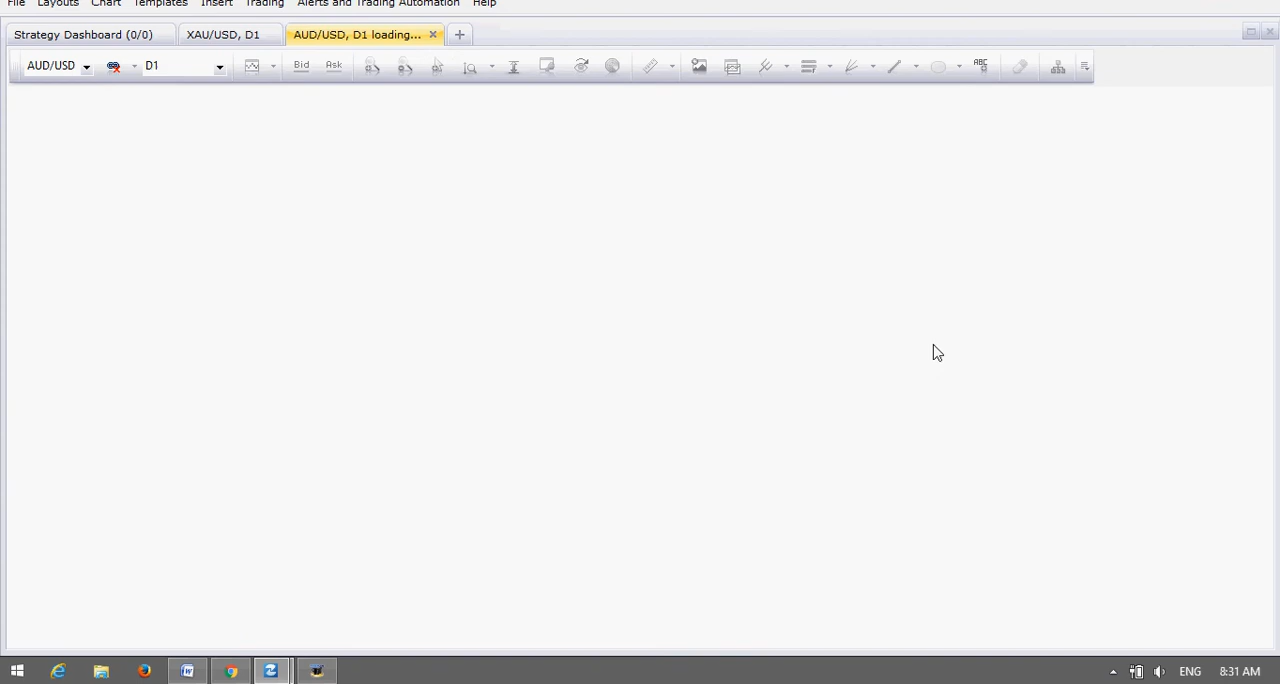 File Layouts Chart Templates Insert Trading Alerts and Trading Automation Help
Strategy Dashboard (0/0) XAU/USD, D1 AUD/USD, D1 loading...
AUD/USD D1 Bid Ask ABC
ENG 8:31 AM